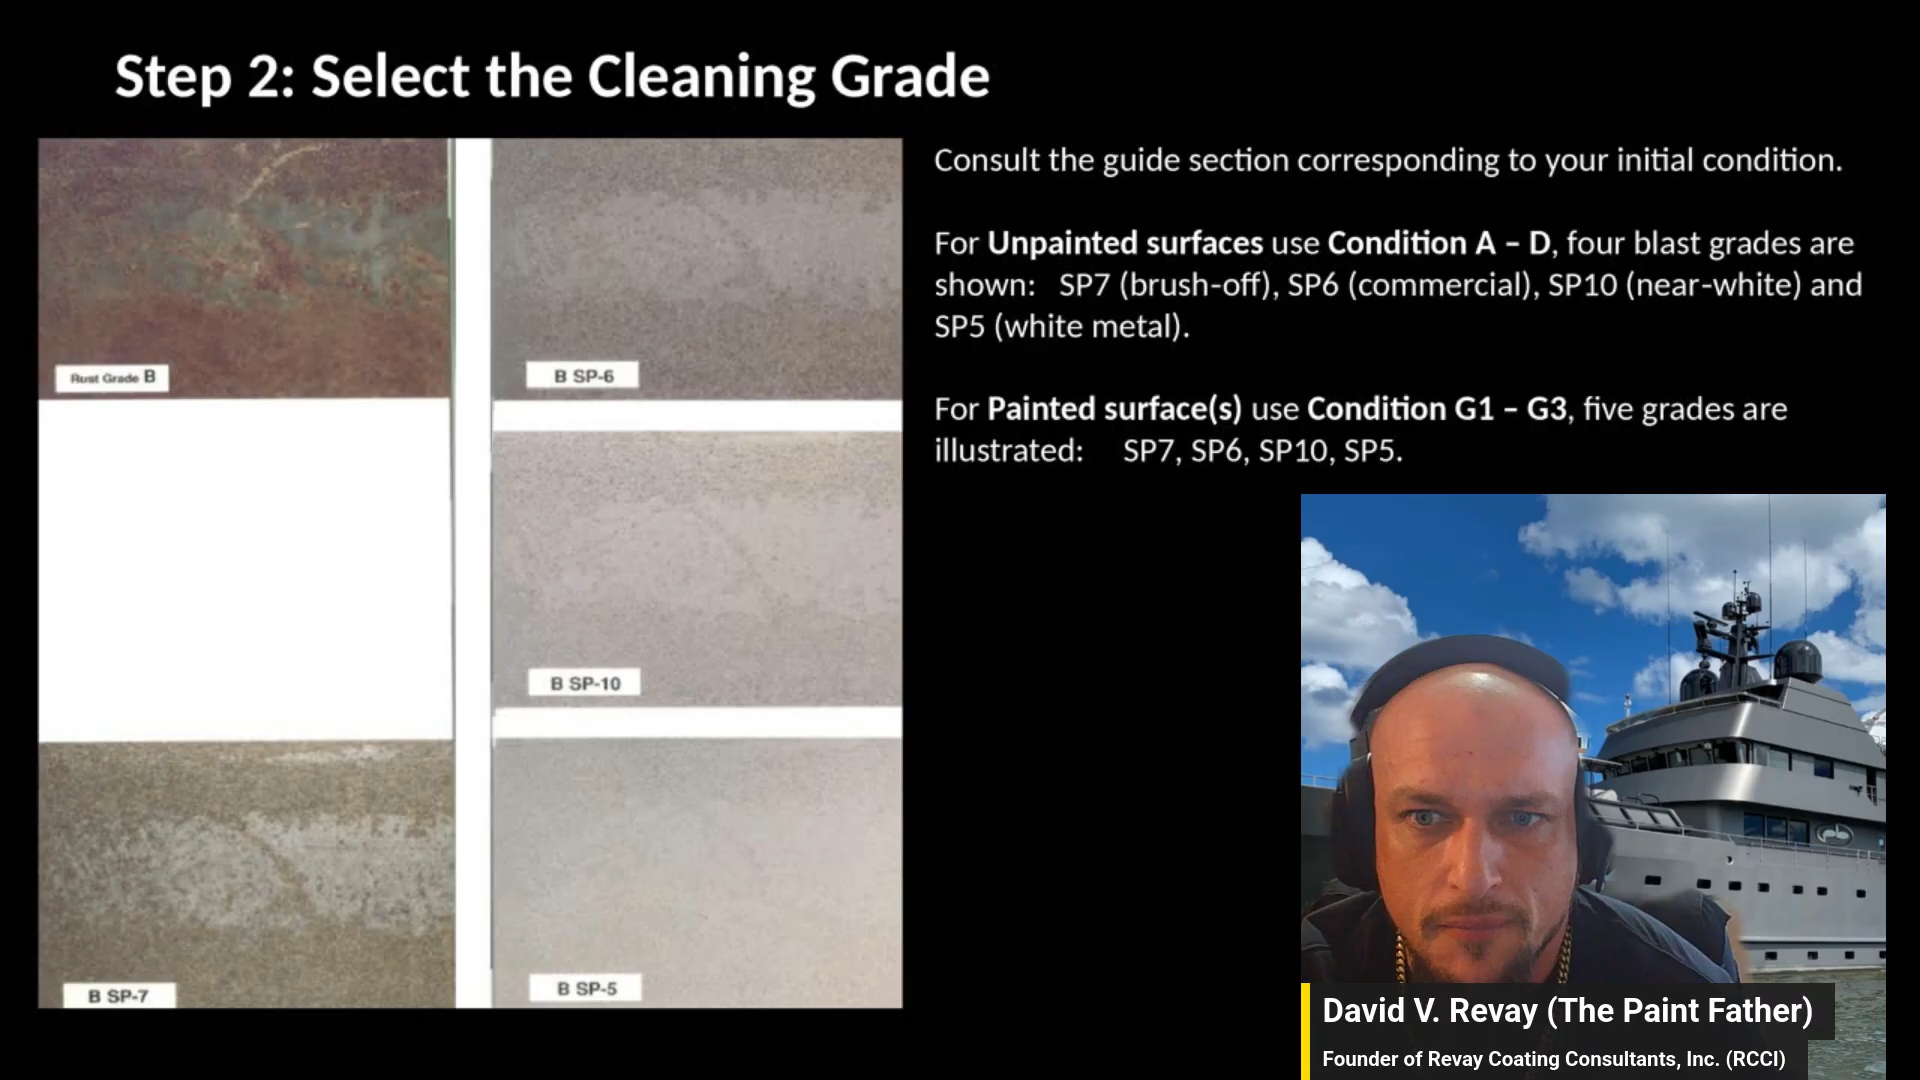 Step 2: Select the Cleaning Grade
Rust Grade B
B SP-7
B SP-6
B SP-10
B SP-5
Consult the guide section corresponding to your initial condition.
For Unpainted surfaces use Condition A – D, four blast grades are
shown: SP7 (brush-off), SP6 (commercial), SP10 (near-white) and
SP5 (white metal).
For Painted surface(s) use Condition G1 – G3, five grades are
illustrated: SP7, SP6, SP10, SP5.
David V. Revay (The Paint Father)
Founder of Revay Coating Consultants, Inc. (RCCI)